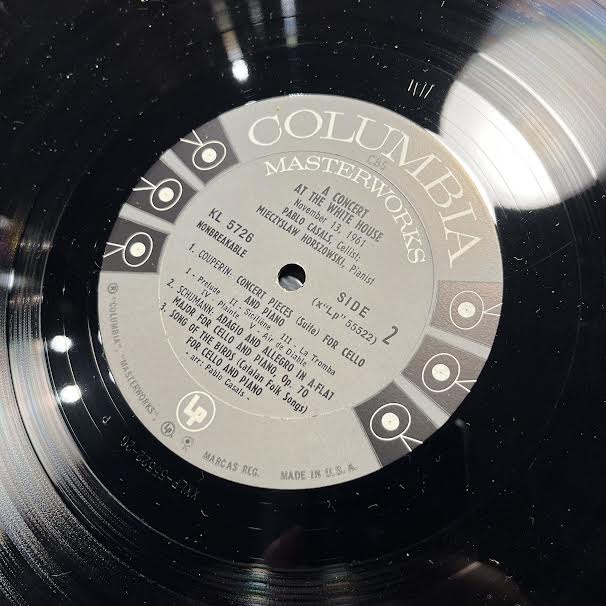 COLUMBIA
CBS
MASTERWORKS
A CONCERT
AT THE WHITE HOUSE
November 13, 1961
PABLO CASALS, Cellist;
MIECZYSLAW HORSZOWSKI, Pianist
KL 5726
NONBREAKABLE
SIDE 2
(x"Lp" 55522)
1. COUPERIN: CONCERT PIECES (Suite) FOR CELLO
AND PIANO
I - Prelude II - Sicilene III - La Tromba
IV - Plainte V - Air de Diable
2. SCHUMANN: ADAGIO AND ALLEGRO IN A-FLAT
MAJOR FOR CELLO AND PIANO, Op. 70
3. SONG OF THE BIRDS (Catalan Folk Songs)
FOR CELLO AND PIANO
- arr. Pablo Casals -
LP
® "COLUMBIA", "MASTERWORKS", LP ®
MARCAS REG. MADE IN U.S.A.